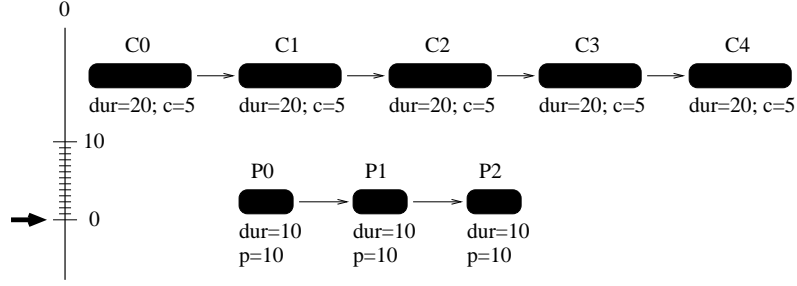 0
C0 C1 C2 C3 C4
dur=20; c=5 dur=20; c=5 dur=20; c=5 dur=20; c=5 dur=20; c=5
10
P0 P1 P2
0
dur=10 dur=10 dur=10
p=10 p=10 p=10